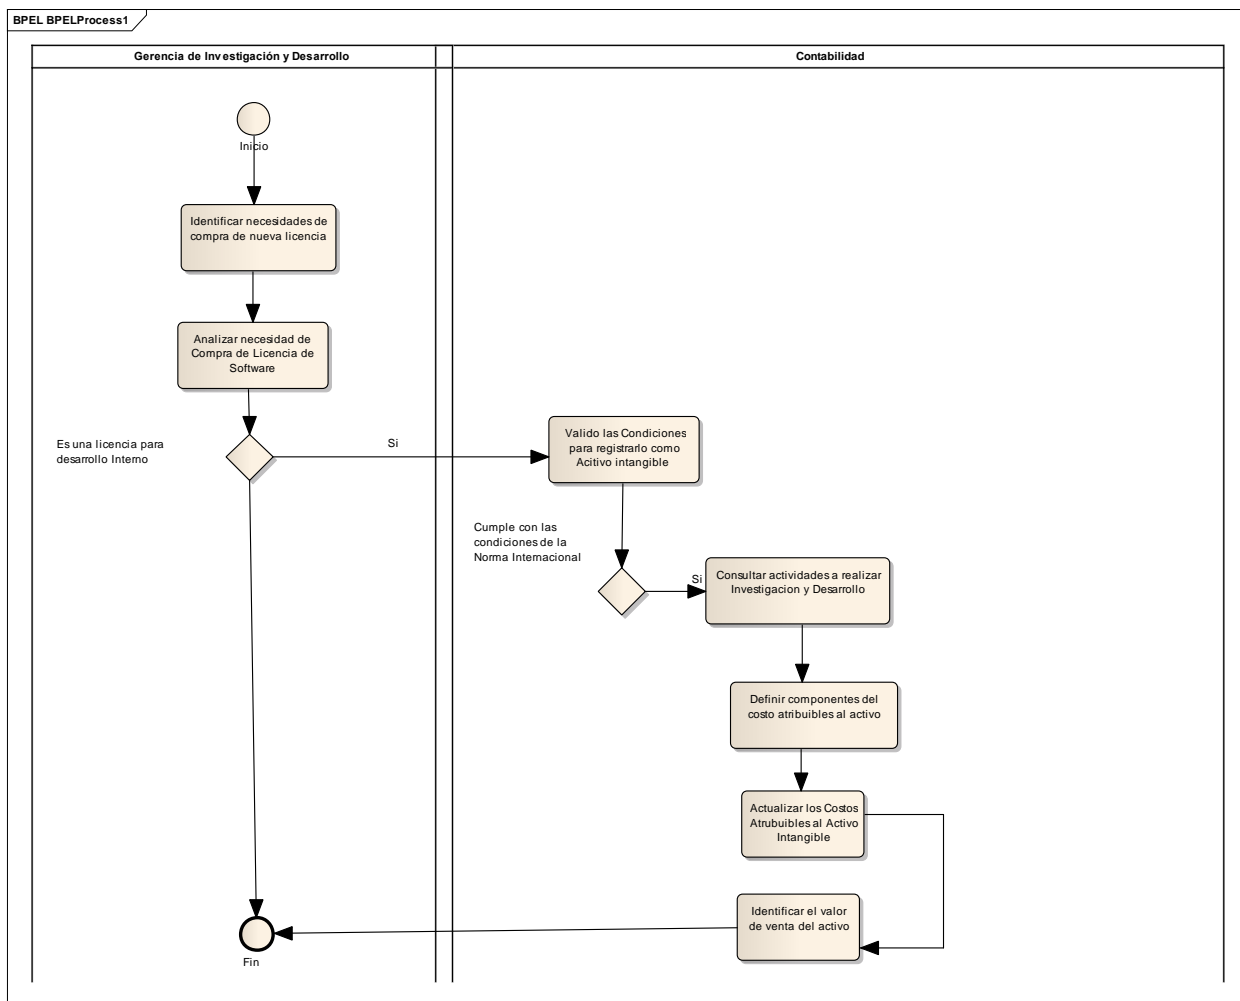 BPEL BPELProcess1
Gerencia de Investigación y Desarrollo
Contabilidad
Inicio
Identificar necesidades de
compra de nueva licencia
Analizar necesidad de
Compra de Licencia de
Software
Es una licencia para
desarrollo Interno
Si
Valido las Condiciones
para registrarlo como
Acitivo intangible
Cumple con las
condiciones de la
Norma Internacional
Si
Consultar actividades a realizar
Investigacion y Desarrollo
Definir componentes del
costo atribuibles al activo
Actualizar los Costos
Atrubuibles al Activo
Intangible
Identificar el valor
de venta del activo
Fin